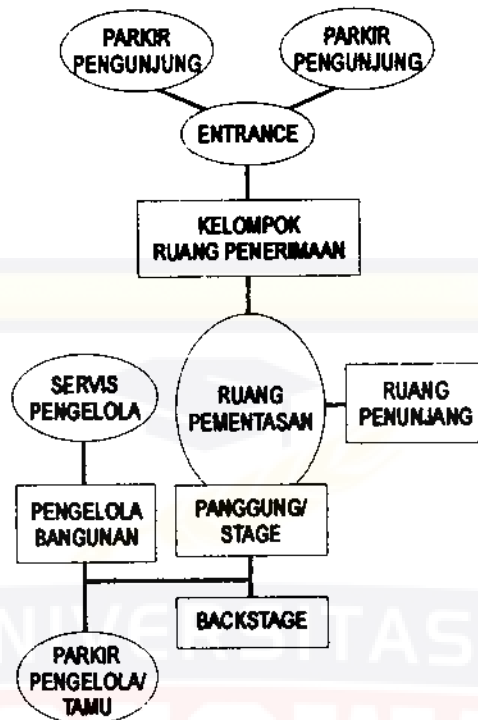 PARKIR
PENGUNJUNG
PARKIR
PENGUNJUNG
ENTRANCE
KELOMPOK
RUANG PENERIMAAN
SERVIS
PENGELOLA
RUANG
PEMENTASAN
RUANG
PENUNJANG
PENGELOLA
BANGUNAN
PANGGUNG/
STAGE
BACKSTAGE
PARKIR
PENGELOLA/
TAMU
UNIVERSITAS